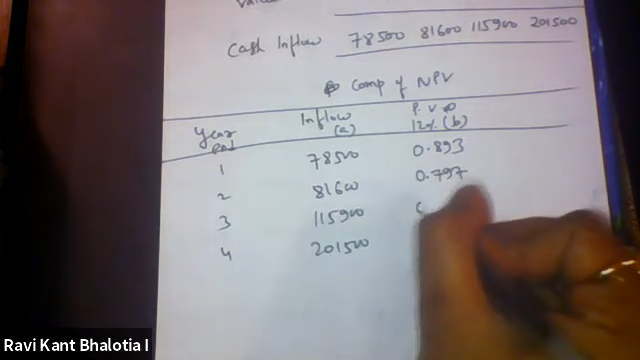 Cash Inflow 78500 81600 115900 201500
Comp of NPV
Year End Inflow (a) P.V @ 12% (b)
1 78500 0.893
2 81600 0.797
3 115900
4 201500
Ravi Kant Bhalotia I